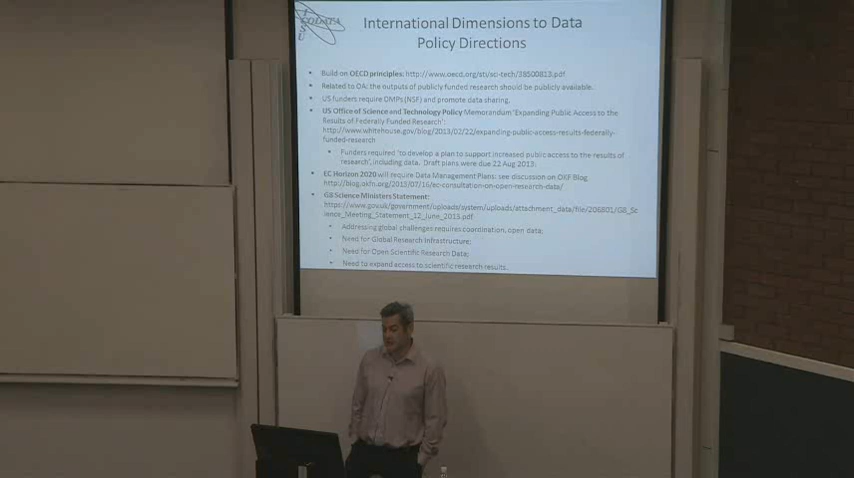 CODATA
International Dimensions to Data
Policy Directions
• Build on OECD principles: http://www.oecd.org/sti/sci-tech/38500813.pdf
• Related to OA: the outputs of publicly funded research should be publicly available.
• US funders require DMPs (NSF) and promote data sharing.
• US Office of Science and Technology Policy Memorandum 'Expanding Public Access to the
Results of Federally Funded Research':
http://www.whitehouse.gov/blog/2013/02/22/expanding-public-access-results-federally-
funded-research
• Funders required 'to develop a plan to support increased public access to the results of
research', including data. Draft plans were due 22 Aug 2013.
• EC Horizon 2020 will require Data Management Plans: see discussion on OKF Blog
http://blog.okfn.org/2013/07/16/ec-consultation-on-open-research-data/
• G8 Science Ministers Statement:
https://www.gov.uk/government/uploads/system/uploads/attachment_data/file/206801/G8_Sc
ience_Meeting_Statement_12_June_2013.pdf
• Addressing global challenges requires coordination, open data;
• Need for Global Research Infrastructure;
• Need for Open Scientific Research Data;
• Need to expand access to scientific research results.